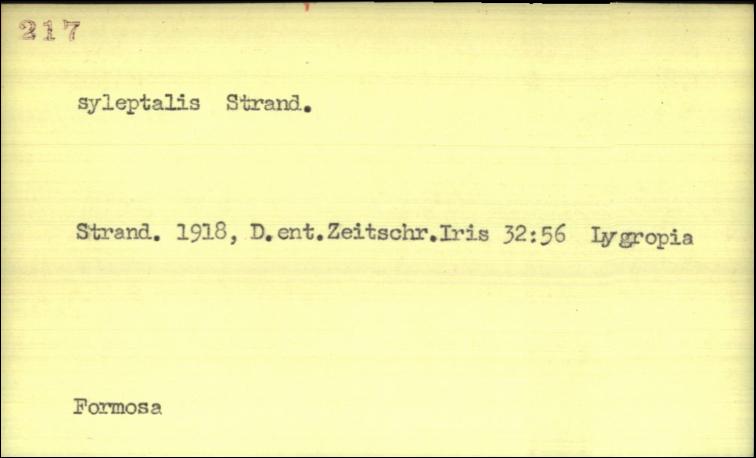 217
syleptalis Strand.
Strand. 1918, D.ent.Zeitschr.Iris 32:56 Lygropia
Formosa